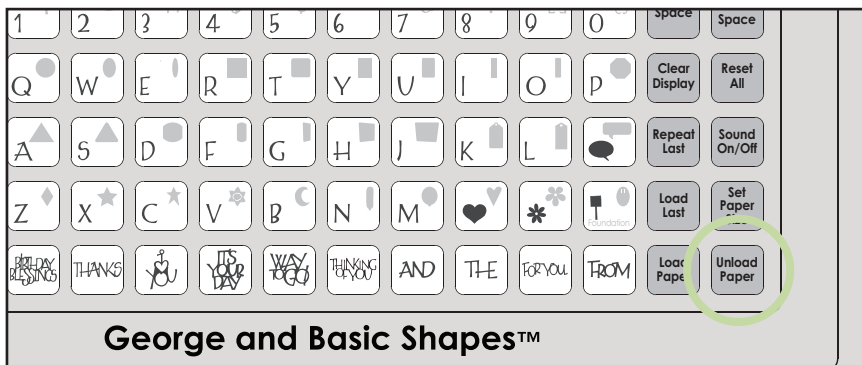 1 2 3 4 5 6 7 8 9 0 Space Space
Q W E R T Y U I O P Clear Display Reset All
A S D F G H J K L Repeat Last Sound On/Off
Z X C V B N M Foundation Load Last Set Paper Size
BIRTHDAY BLESSINGS THANKS YOU IT'S YOUR DAY WAY TO GO THINKING OF YOU AND THE FOR YOU FROM Load Paper Unload Paper
George and Basic Shapes™